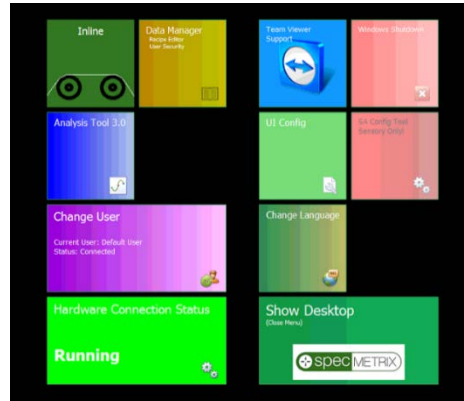 Inline
Data Manager
Recipe Editor
User Security
Team Viewer
Support
Windows Shutdown
Analysis Tool 3.0
UI Config
SA Config Tool
Sensory Only!
Change User
Current User: Default User
Status: Connected
Change Language
Hardware Connection Status
Running
Show Desktop
(Close Menu)
spec METRIX